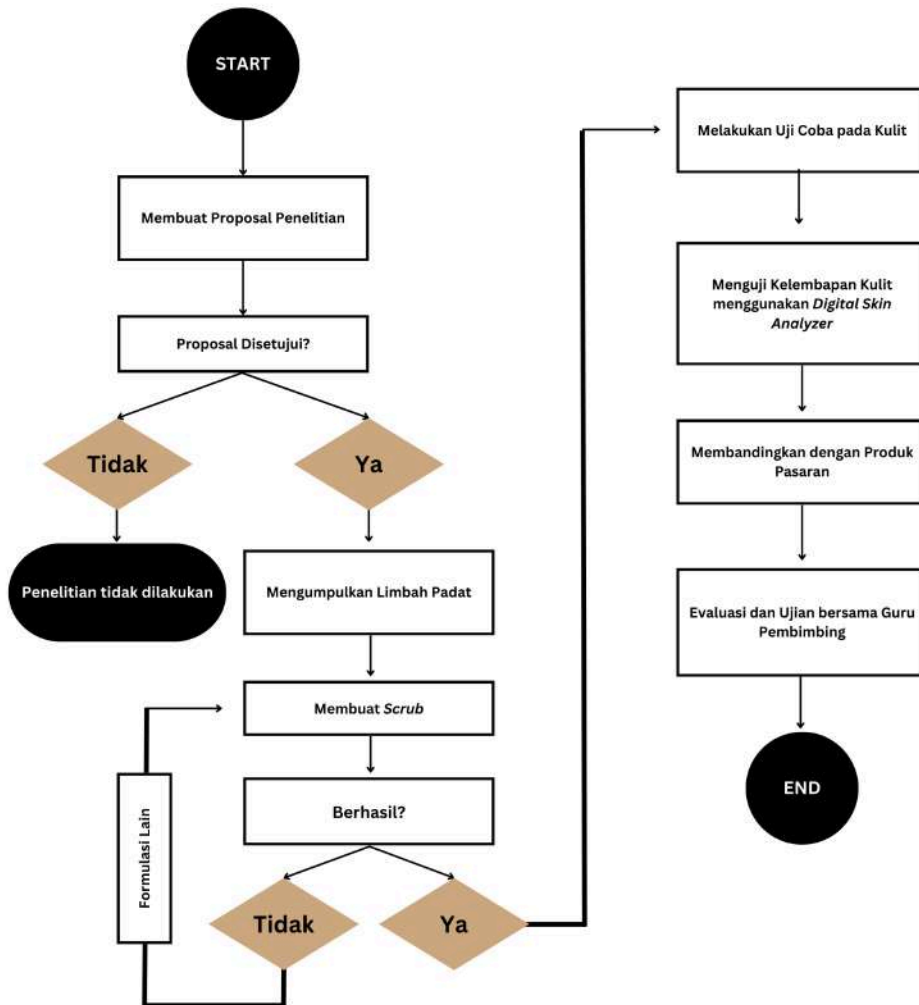 START
Membuat Proposal Penelitian
Proposal Disetujui?
Tidak
Ya
Penelitian tidak dilakukan
Mengumpulkan Limbah Padat
Membuat Scrub
Formulasi Lain
Berhasil?
Tidak
Ya
Melakukan Uji Coba pada Kulit
Menguji Kelembapan Kulit
menggunakan Digital Skin
Analyzer
Membandingkan dengan Produk
Pasaran
Evaluasi dan Ujian bersama Guru
Pembimbing
END